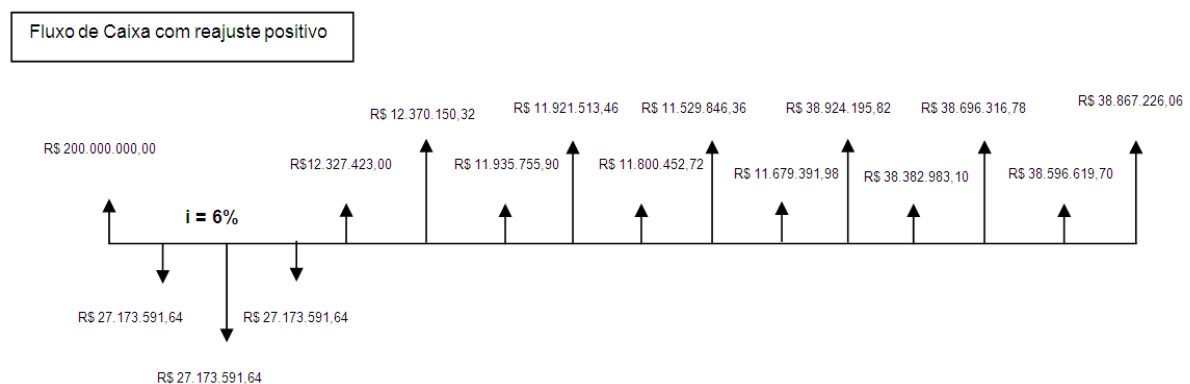 Fluxo de Caixa com reajuste positivo
R$ 200.000.000,00
i = 6%
R$ 27.173.591,64
R$ 27.173.591,64
R$ 27.173.591,64
R$12.327.423,00
R$ 12.370.150,32
R$ 11.935.755,90
R$ 11.921.513,46
R$ 11.800.452,72
R$ 11.529.846,36
R$ 11.679.391,98
R$ 38.924.195,82
R$ 38.382.983,10
R$ 38.696.316,78
R$ 38.596.619,70
R$ 38.867.226,06